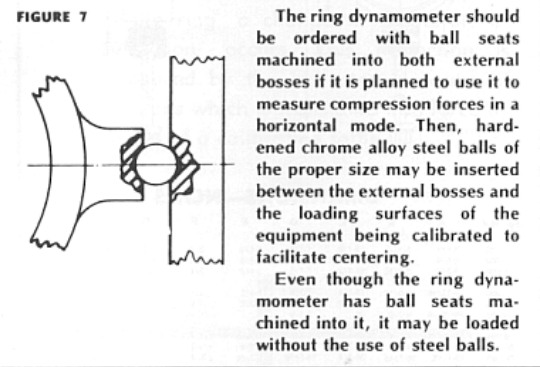 FIGURE 7
The ring dynamometer should
be ordered with ball seats
machined into both external
bosses if it is planned to use it to
measure compression forces in a
horizontal mode. Then, hard-
ened chrome alloy steel balls of
the proper size may be inserted
between the external bosses and
the loading surfaces of the
equipment being calibrated to
facilitate centering.
Even though the ring dyna-
mometer has ball seats ma-
chined into it, it may be loaded
without the use of steel balls.